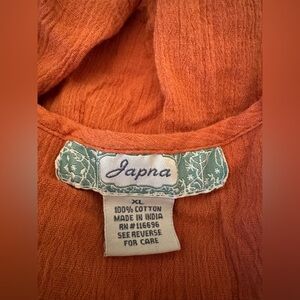 Japna
XL
100% COTTON
MADE IN INDIA
RN #116696
SEE REVERSE
FOR CARE